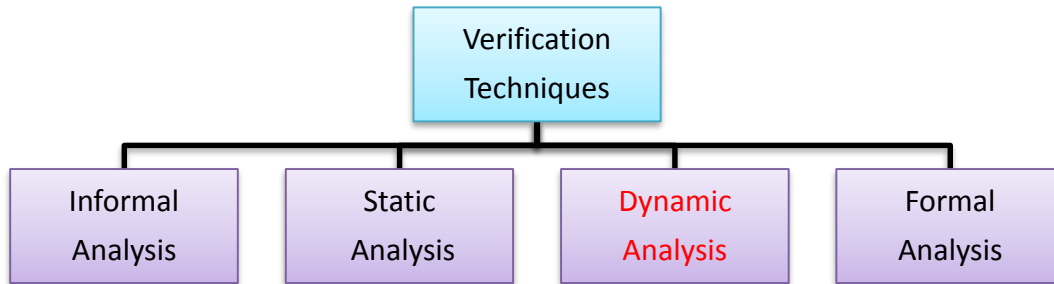 Verification
Techniques
Informal
Analysis
Static
Analysis
Dynamic
Analysis
Formal
Analysis